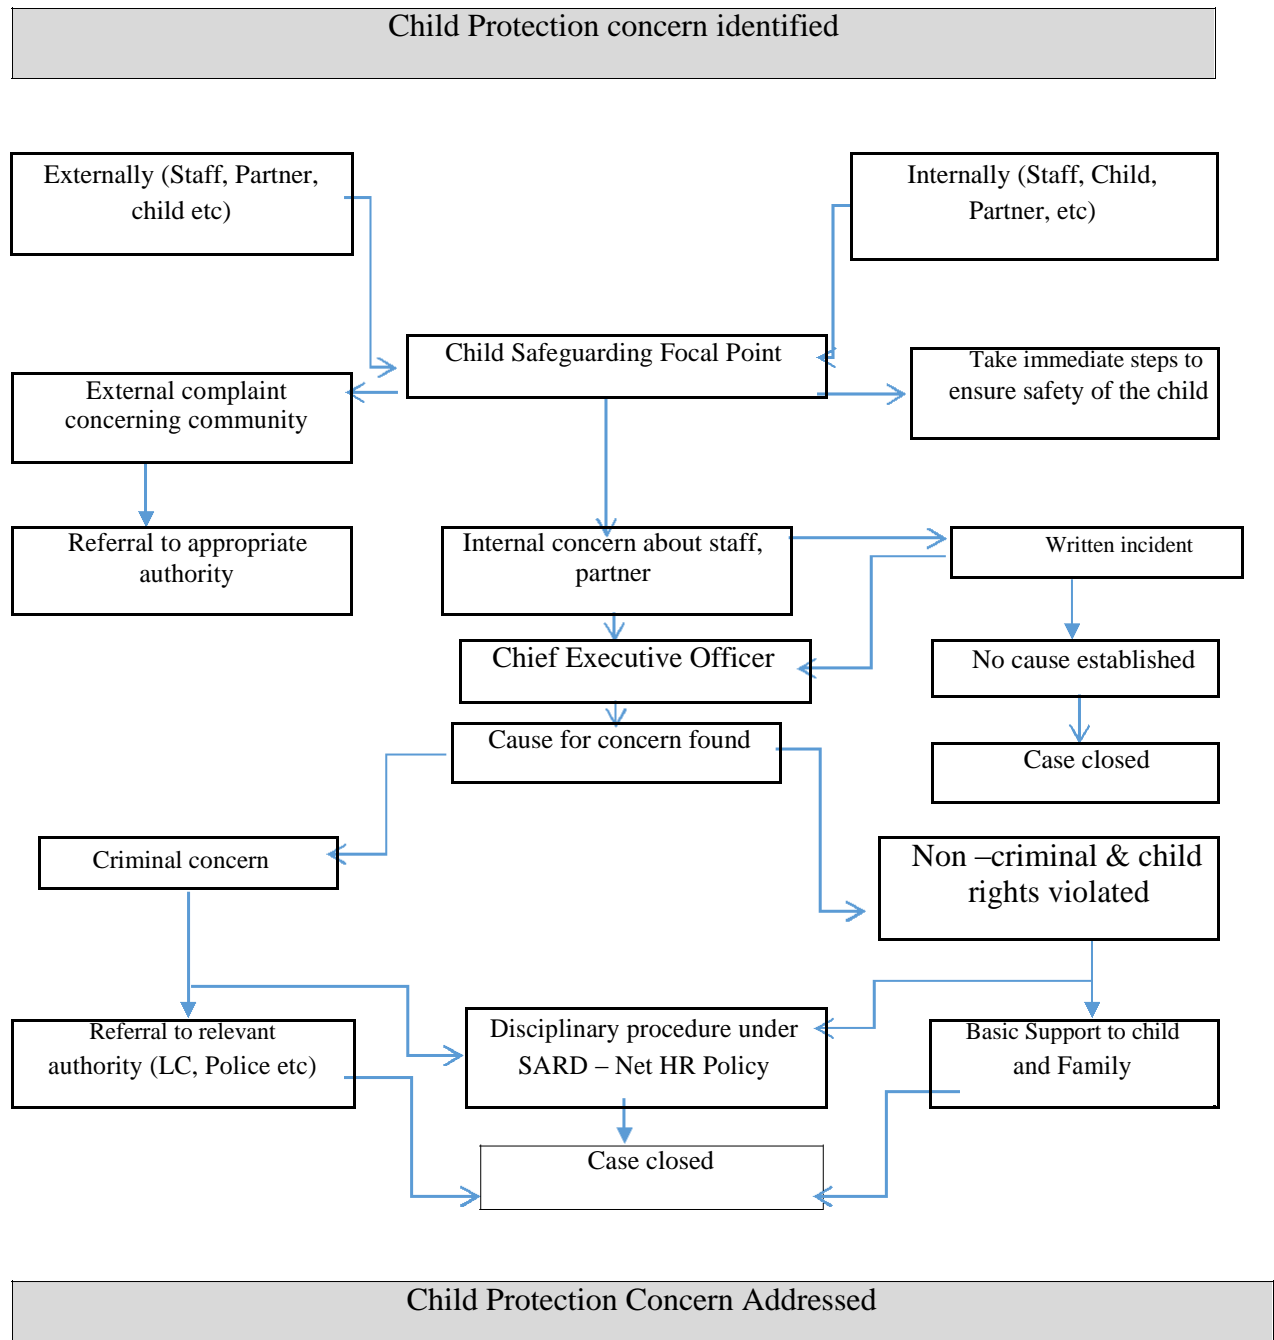 Child Protection concern identified
Externally (Staff, Partner,
child etc)
Internally (Staff, Child,
Partner, etc)
Child Safeguarding Focal Point
Take immediate steps to
ensure safety of the child
External complaint
concerning community
Referral to appropriate
authority
Internal concern about staff,
partner
Written incident
Chief Executive Officer
No cause established
Cause for concern found
Case closed
Criminal concern
Non –criminal & child
rights violated
Referral to relevant
authority (LC, Police etc)
Disciplinary procedure under
SARD – Net HR Policy
Basic Support to child
and Family
Case closed
Child Protection Concern Addressed